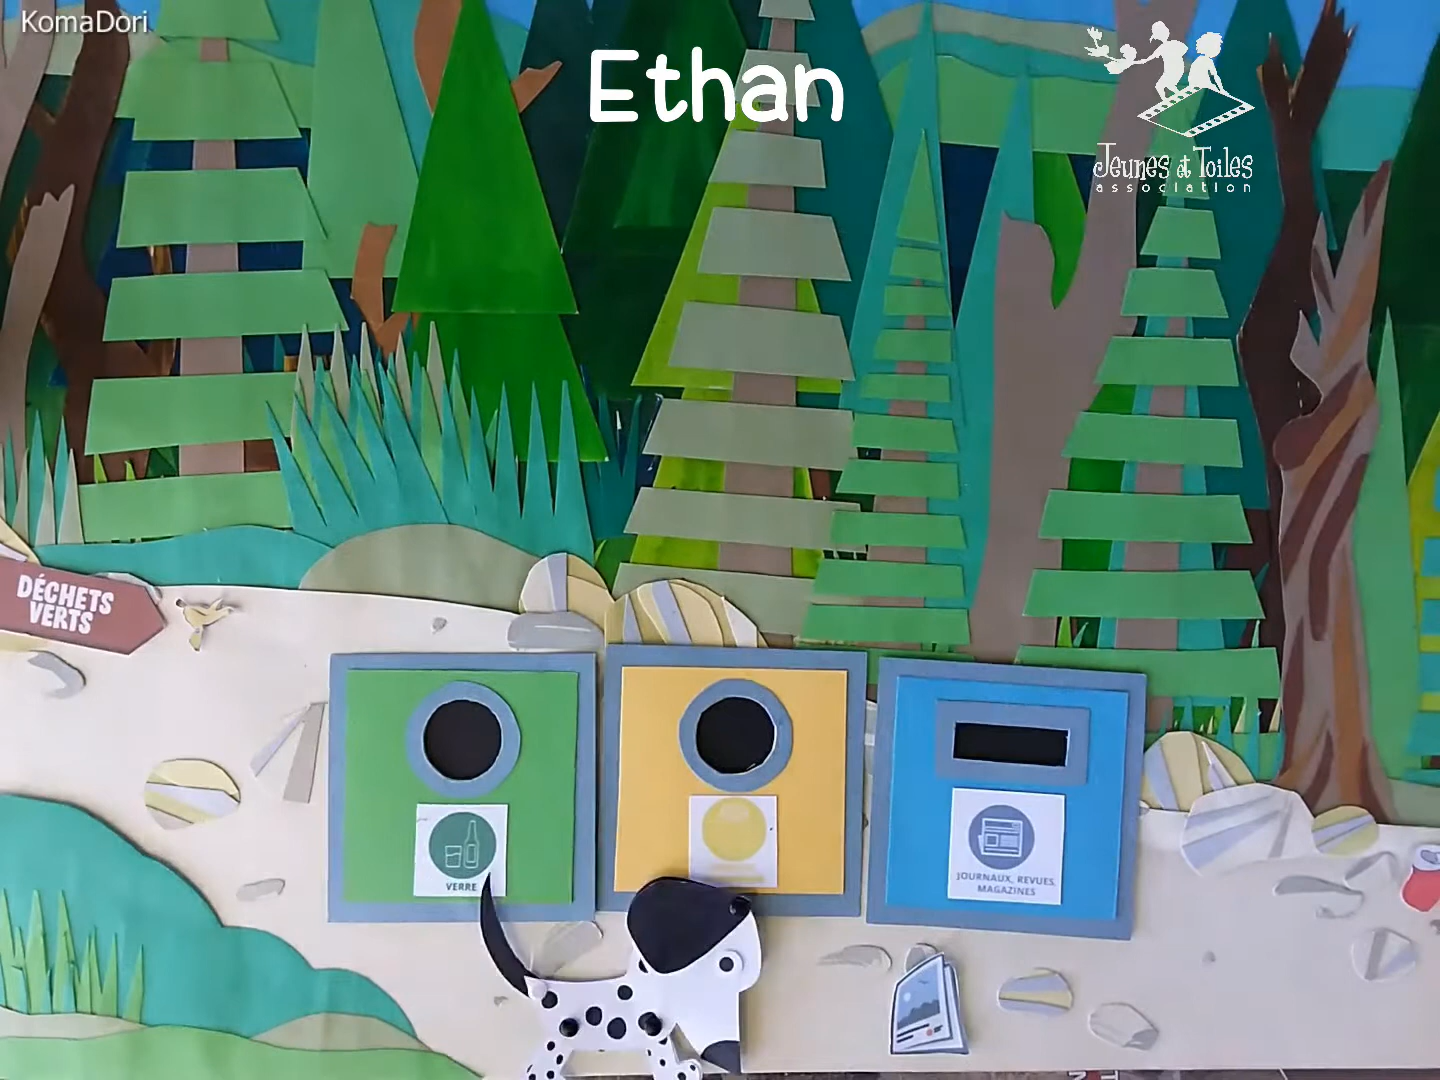 KomaDori
Ethan
Jeunes et Toiles
association
DÉCHETS
VERTS
VERRE
JOURNAUX, REVUES,
MAGAZINES